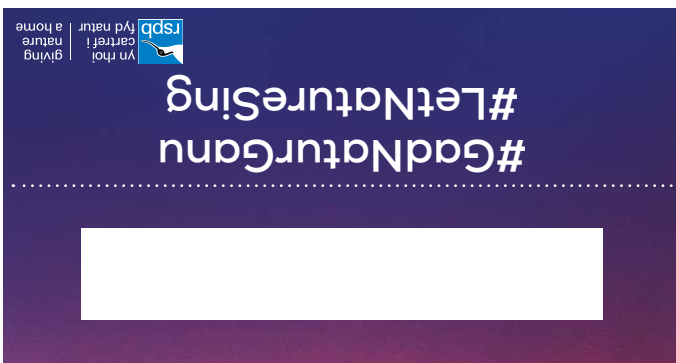 #GadNaturGanu
#LetNatureSing
rspb
yn rhoi
cartref i
fyd natur
giving
nature
a home